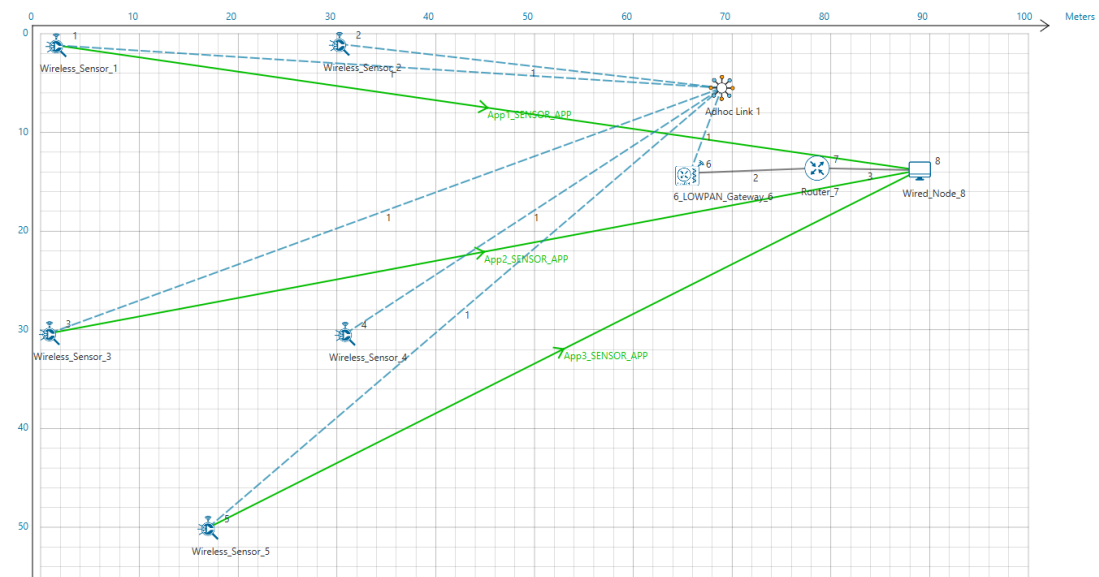 0 10 20 30 40 50 60 70 80 90 100 Meters
0
1
2
Wireless_Sensor_1
Wireless_Sensor_2
1
1
Adhoc Link 1
App1_SENSOR_APP
10
1
6
7
8
2
3
6_LOWPAN_Gateway_6
Router_7
Wired_Node_8
1
1
20
App2_SENSOR_APP
30
3
4
1
Wireless_Sensor_3
Wireless_Sensor_4
App3_SENSOR_APP
40
50
5
Wireless_Sensor_5